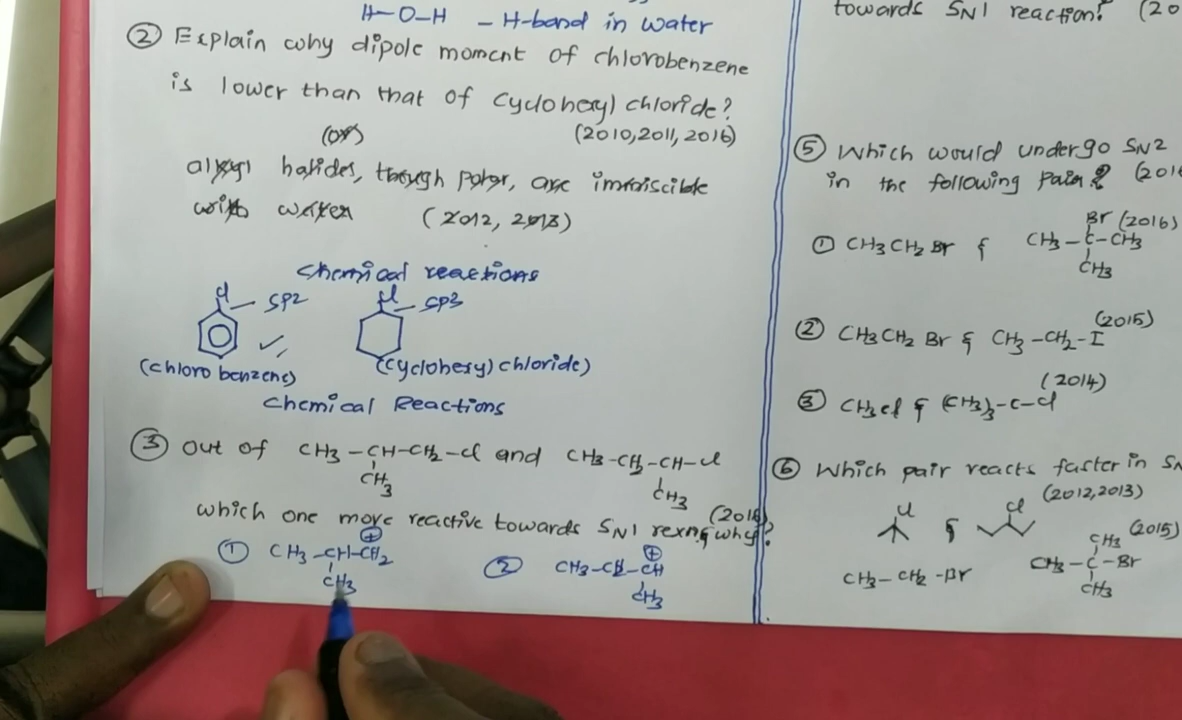 H-O-H - H-band in water
② Explain why dipole moment of chlorobenzene
is lower than that of cyclohexyl chloride?
(or) (2010, 2011, 2016)
alkyl halides, though polar, are immiscible
with water (2012, 2013)
chemical reactions
Cl - SP2
Cl - SP3
(chloro benzene)
(cyclohexyl chloride)
Chemical Reactions
③ out of CH3-CH-CH2-Cl and CH3-CH2-CH-Cl
CH3 CH3
which one more reactive towards SN1
why?
① CH3-CH-CH2
⊕
CH3
② CH3-CH2-CH
⊕
CH3
towards SN1 reaction? (20
⑤ Which would undergo SN2
in the following pair?
Br (2016)
① CH3CH2Br & CH3-C-CH3
CH3
(2015)
② CH3CH2Br & CH3-CH2-I
(2014)
③ CH3Cl & (CH3)3-C-Cl
⑥ Which pair reacts faster in
(2012, 2013)
Cl & Cl
(2015)
CH3
CH3-CH2-Br CH3-C-Br
CH3